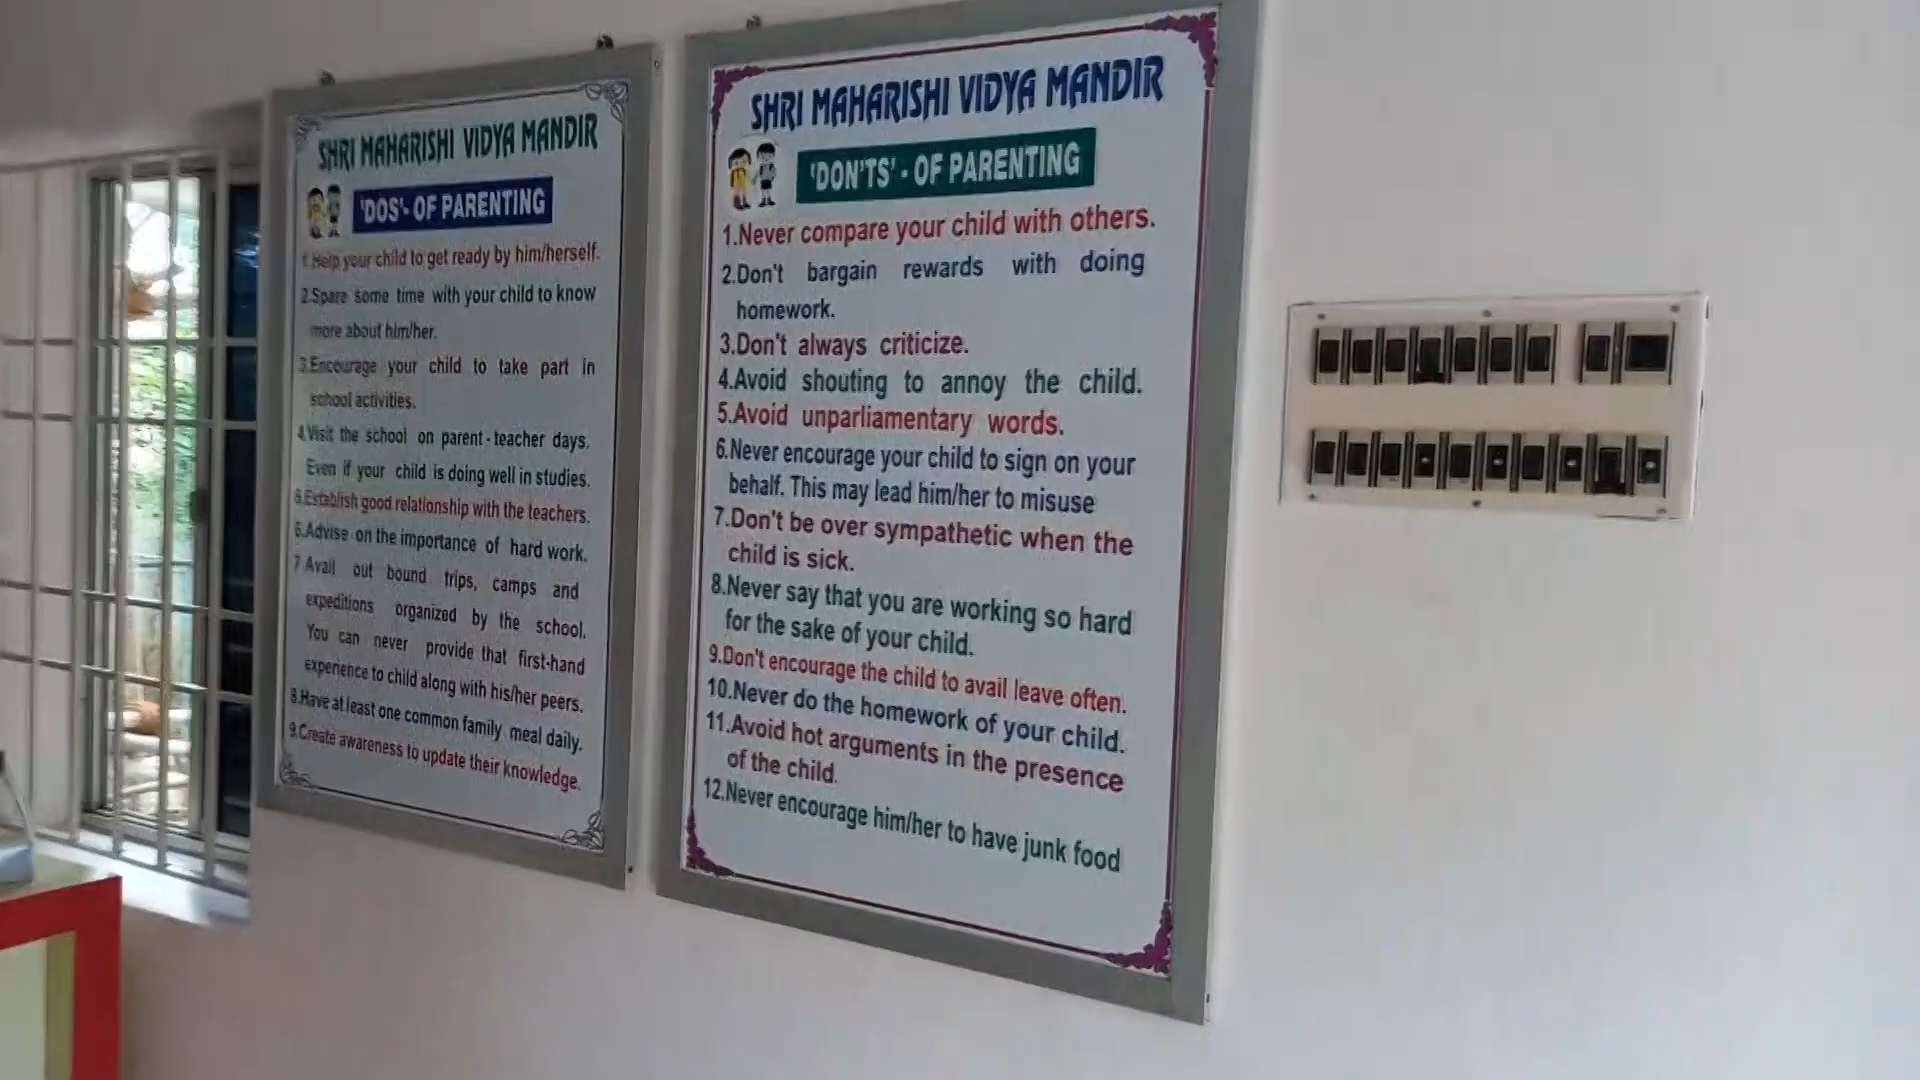 SHRI MAHARISHI VIDYA MANDIR
'DOS'- OF PARENTING
1.Help your child to get ready by him/herself.
2.Spare some time with your child to know
more about him/her.
3.Encourage your child to take part in
school activities.
4.Visit the school on parent-teacher days.
Even if your child is doing well in studies.
5.Establish good relationship with the teachers.
6.Advise on the importance of hard work.
7.Avail out bound trips, camps and
expeditions organized by the school.
You can never provide that first-hand
experience to child along with his/her peers.
8.Have at least one common family meal daily.
9.Create awareness to update their knowledge.
SHRI MAHARISHI VIDYA MANDIR
'DON'TS' - OF PARENTING
1.Never compare your child with others.
2.Don't bargain rewards with doing
homework.
3.Don't always criticize.
4.Avoid shouting to annoy the child.
5.Avoid unparliamentary words.
6.Never encourage your child to sign on your
behalf. This may lead him/her to misuse
7.Don't be over sympathetic when the
child is sick.
8.Never say that you are working so hard
for the sake of your child.
9.Don't encourage the child to avail leave often.
10.Never do the homework of your child.
11.Avoid hot arguments in the presence
of the child.
12.Never encourage him/her to have junk food